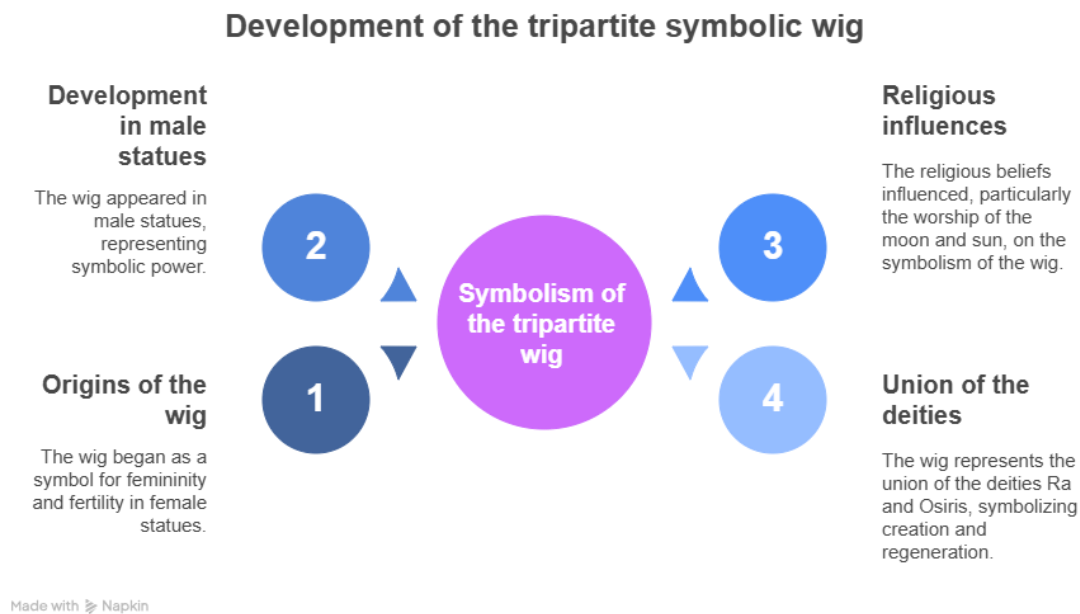 Development of the tripartite symbolic wig
Development
in male
statues
The wig appeared in
male statues,
representing
symbolic power.
2
Origins of the
wig
The wig began as a
symbol for femininity
and fertility in female
statues.
1
Symbolism of
the tripartite
wig
3
Religious
influences
The religious beliefs
influenced, particularly
the worship of the
moon and sun, on the
symbolism of the wig.
4
Union of the
deities
The wig represents the
union of the deities Ra
and Osiris, symbolizing
creation and
regeneration.
Made with Napkin